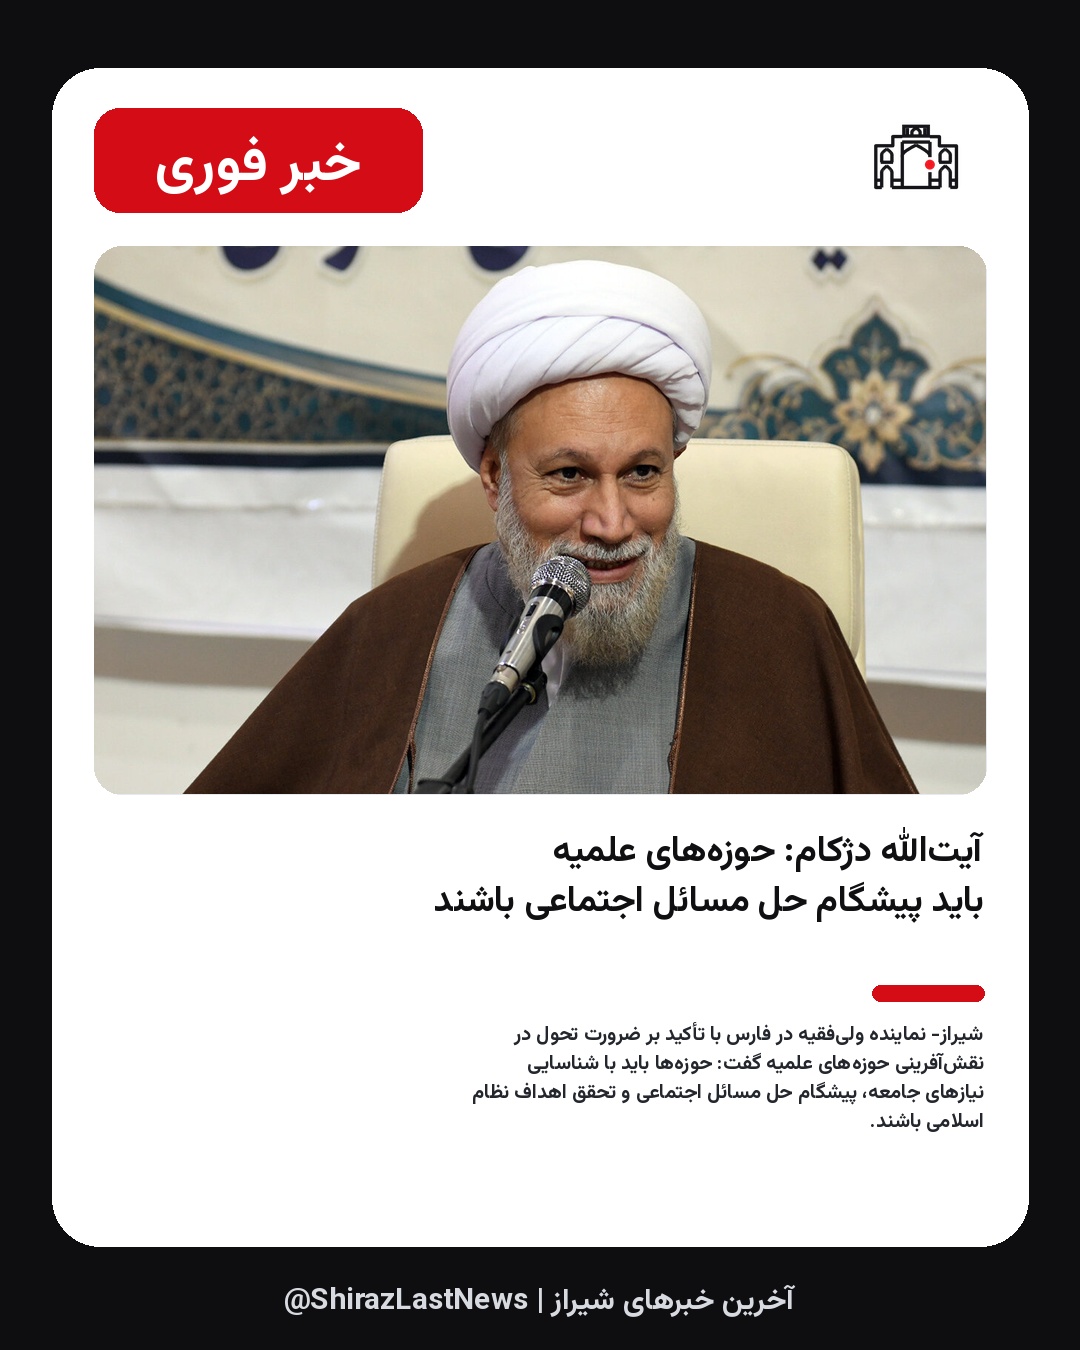 خبر فوری
آیت‌الله دژکام: حوزه‌های علمیه
باید پیشگام حل مسائل اجتماعی باشند
شیراز- نماینده ولی‌فقیه در فارس با تأکید بر ضرورت تحول در
نقش‌آفرینی حوزه‌های علمیه گفت: حوزه‌ها باید با شناسایی
نیازهای جامعه، پیشگام حل مسائل اجتماعی و تحقق اهداف نظام
اسلامی باشند.
آخرین خبرهای شیراز | @ShirazLastNews